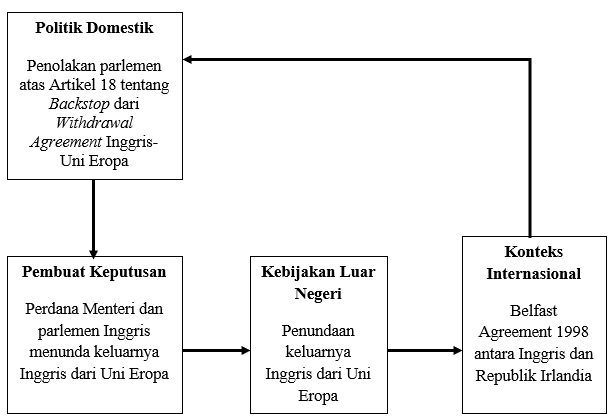 Politik Domestik
Penolakan parlemen
atas Artikel 18 tentang
Backstop dari
Withdrawal
Agreement Inggris-
Uni Eropa
Pembuat Keputusan
Perdana Menteri dan
parlemen Inggris
menunda keluarnya
Inggris dari Uni Eropa
Kebijakan Luar
Negeri
Penundaan
keluarnya
Inggris dari Uni
Eropa
Konteks
Internasional
Belfast
Agreement 1998
antara Inggris dan
Republik Irlandia